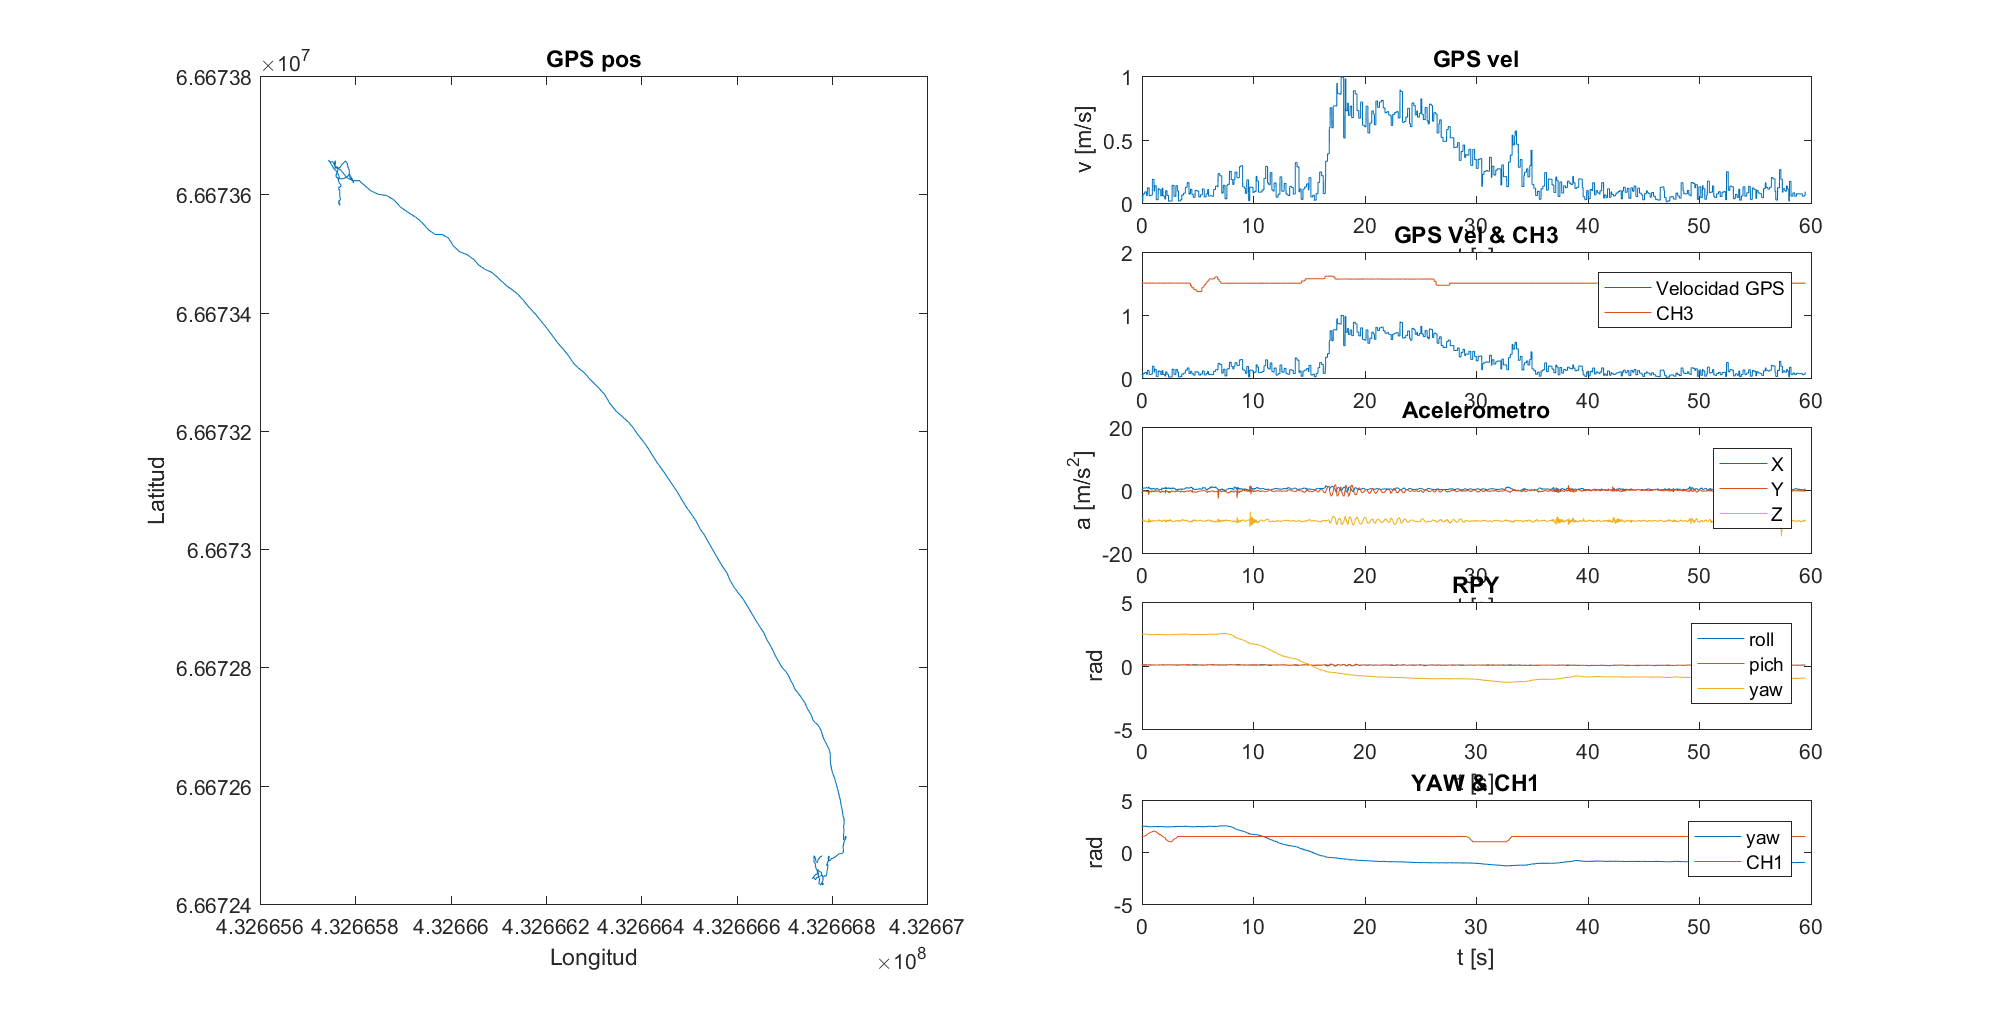 GPS pos
×10⁷
6.66738
6.66736
6.66734
6.66732
6.6673
6.66728
6.66726
6.66724
Latitud
4.326656 4.326658 4.32666 4.326662 4.326664 4.326666 4.326668 4.32667
Longitud
×10⁸
GPS vel
1
0.5
0
v [m/s]
0 10 20 30 40 50 60
t [s]
GPS Vel & CH3
2
1
0
Velocidad GPS
CH3
0 10 20 30 40 50 60
Acelerometro
20
0
-20
a [m/s²]
X
Y
Z
0 10 20 30 40 50 60
t [s]
RPY
5
0
-5
rad
roll
pich
yaw
0 10 20 30 40 50 60
t [s]
YAW & CH1
5
0
-5
rad
yaw
CH1
0 10 20 30 40 50 60
t [s]